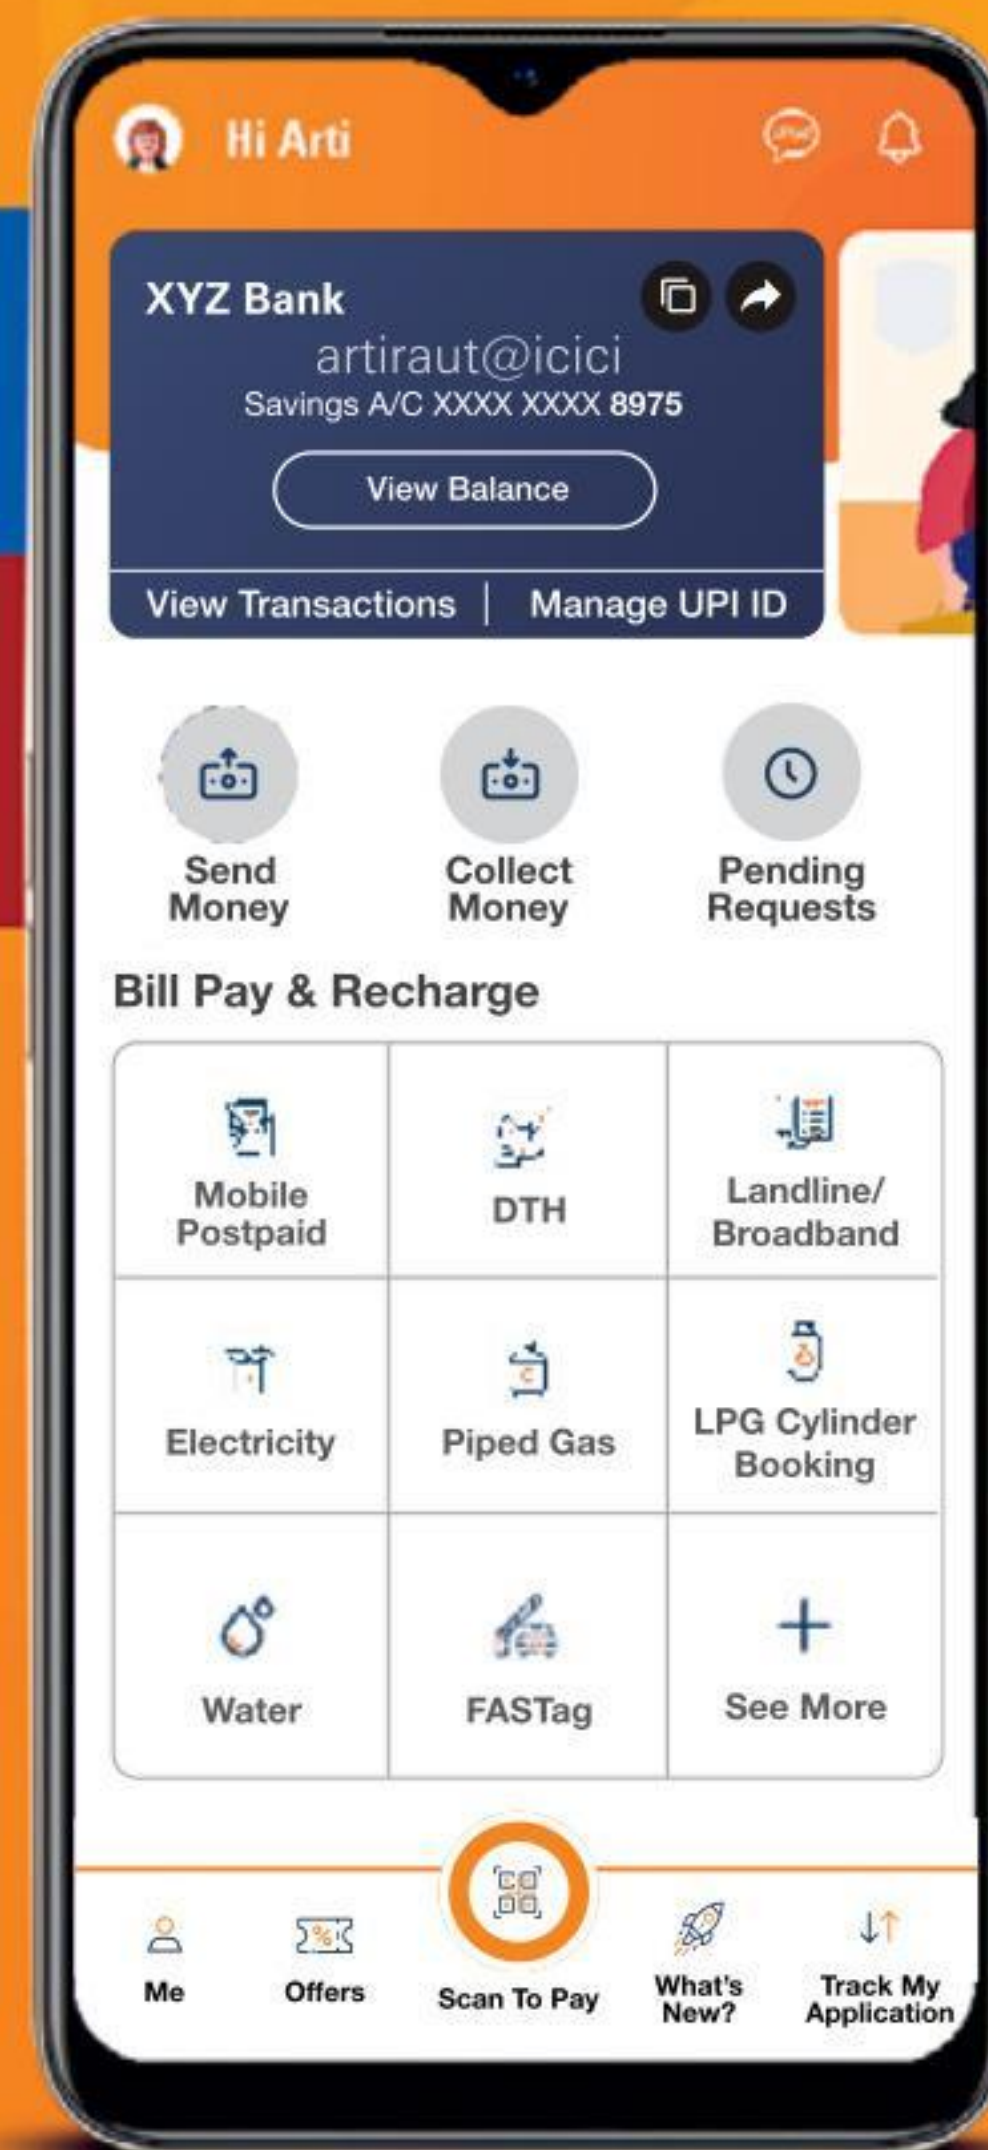 Hi Arti
XYZ Bank
artiraut@icici
Savings A/C XXXX XXXX 8975
View Balance
View Transactions | Manage UPI ID
Send
Money
Collect
Money
Pending
Requests
Bill Pay & Recharge
Mobile
Postpaid
DTH
Landline/
Broadband
Electricity
Piped Gas
LPG Cylinder
Booking
Water
FASTag
See More
Me
Offers
Scan To Pay
What's
New?
Track My
Application